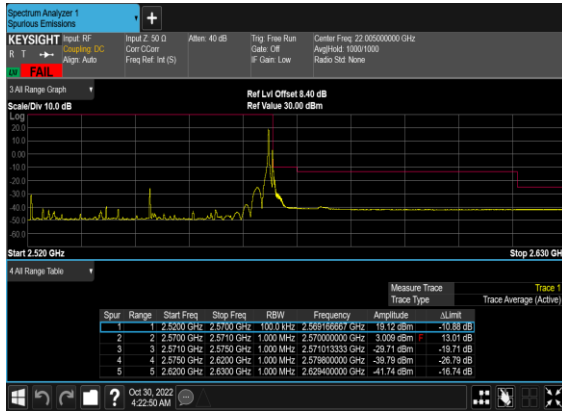 Spectrum Analyzer 1
Spurious Emissions
+
KEYSIGHT Input: RF Input Z: 50 Ω Atten: 40 dB Trig: Free Run Center Freq: 22.005000000 GHz
R T Coupling: DC Corr CCorr Gate: Off Avg|Hold: 1000/1000
Align: Auto Freq Ref: Int (S) IF Gain: Low Radio Std: None
LV FAIL
3 All Range Graph Ref Lvl Offset 8.40 dB
Scale/Div 10.0 dB Ref Value 30.00 dBm
Log
20.0
10.0
0.00
-10.0
-20.0
-30.0
-40.0
-50.0
-60.0
Start 2.520 GHz Stop 2.630 GH
4 All Range Table
Measure Trace Trace 1
Trace Type Trace Average (Active)
Spur Range Start Freq Stop Freq RBW Frequency Amplitude ΔLimit
1 1 2.5200 GHz 2.5700 GHz 100.0 kHz 2.569166667 GHz 19.12 dBm -10.88 dB
2 2 2.5700 GHz 2.5710 GHz 1.000 MHz 2.570000000 GHz 3.009 dBm F 13.01 dB
3 3 2.5710 GHz 2.5750 GHz 1.000 MHz 2.571013333 GHz -29.71 dBm -19.71 dB
4 4 2.5750 GHz 2.6200 GHz 1.000 MHz 2.579800000 GHz -39.79 dBm -26.79 dB
5 5 2.6200 GHz 2.6300 GHz 1.000 MHz 2.629400000 GHz -41.74 dBm -16.74 dB
? Oct 30, 2022
4:22:50 AM